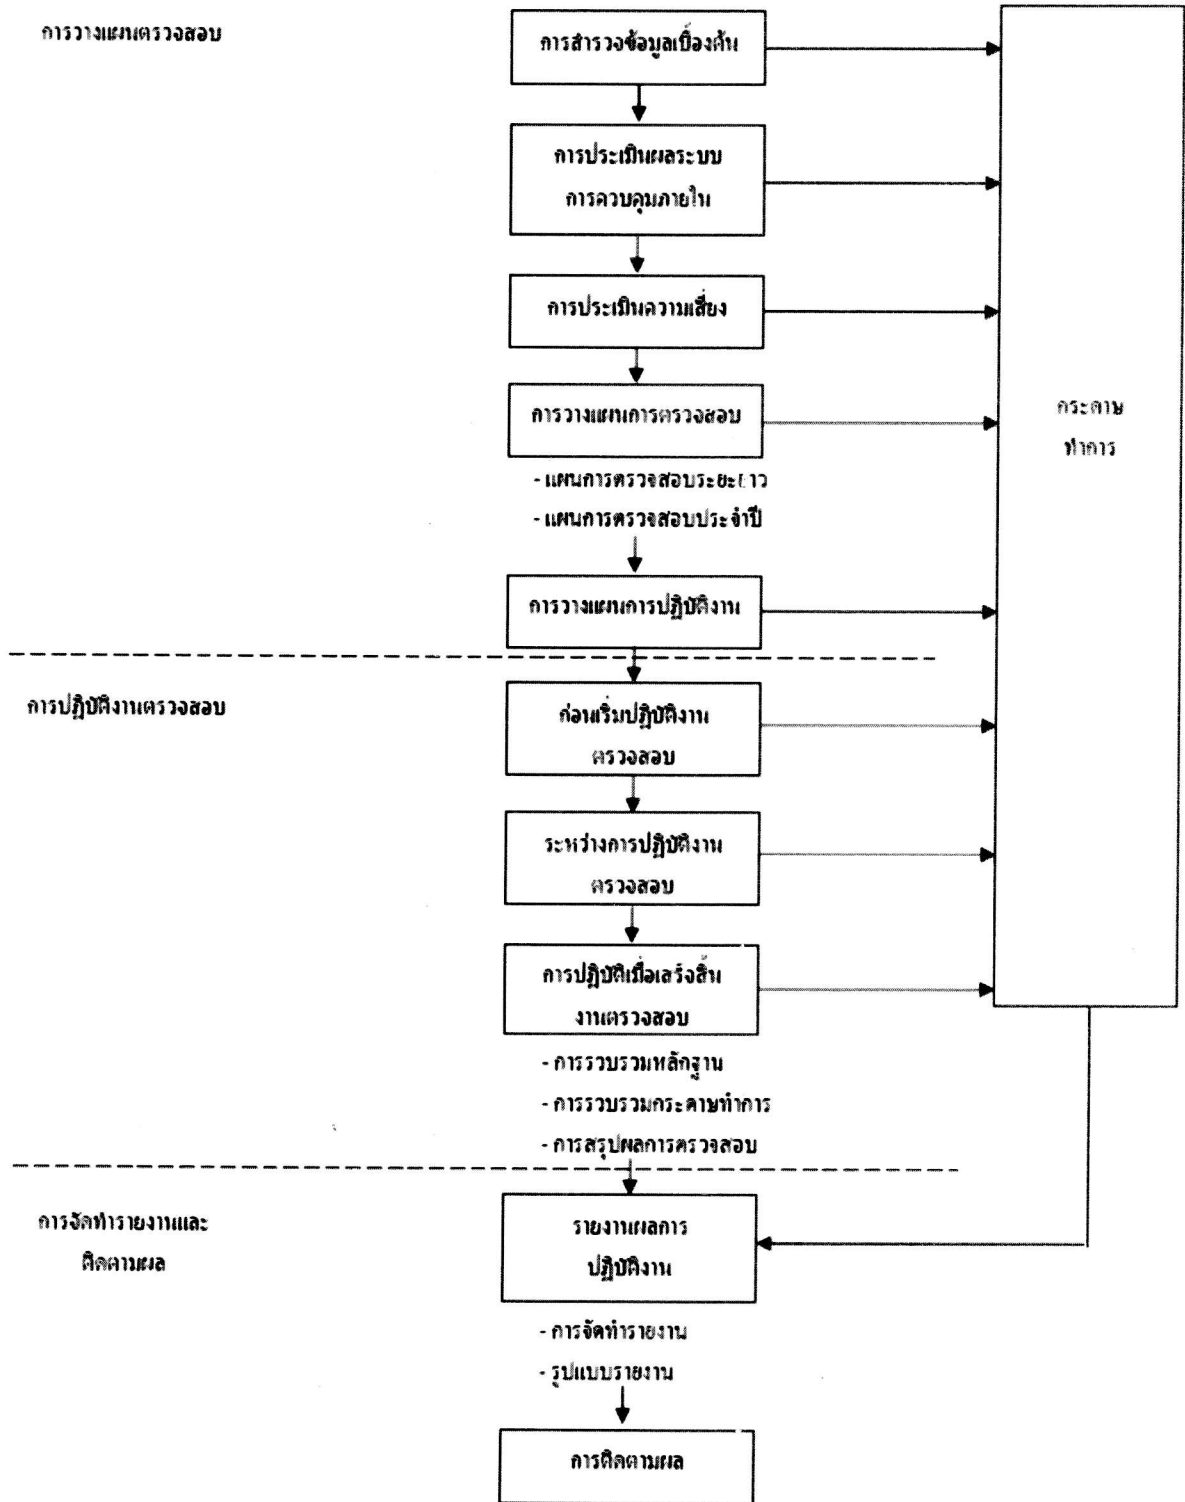 การวางแผนตรวจสอบ
การสำรวจข้อมูลเบื้องต้น
การประเมินผลระบบ
การควบคุมภายใน
การประเมินความเสี่ยง
การวางแผนการตรวจสอบ
- แผนการตรวจสอบระยะยาว
- แผนการตรวจสอบประจำปี
การวางแผนการปฏิบัติงาน
กระดาษ
ทำการ
การปฏิบัติงานตรวจสอบ
ก่อนเริ่มปฏิบัติงาน
ตรวจสอบ
ระหว่างการปฏิบัติงาน
ตรวจสอบ
การปฏิบัติเมื่อเสร็จสิ้น
งานตรวจสอบ
- การรวบรวมหลักฐาน
- การรวบรวมกระดาษทำการ
- การสรุปผลการตรวจสอบ
การจัดทำรายงานและ
ติดตามผล
รายงานผลการ
ปฏิบัติงาน
- การจัดทำรายงาน
- รูปแบบรายงาน
การติดตามผล